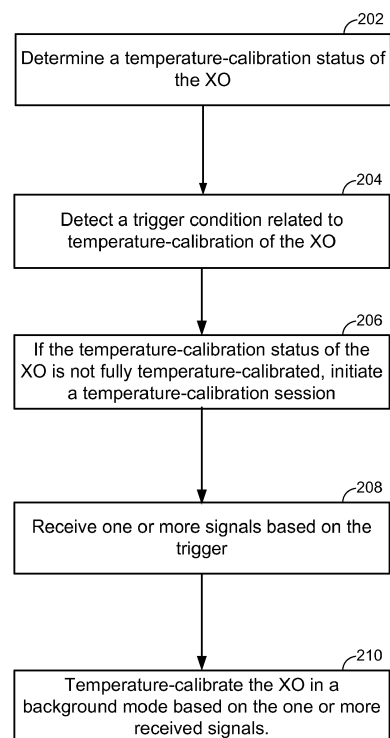 202
Determine a temperature-calibration status of
the XO
204
Detect a trigger condition related to
temperature-calibration of the XO
206
If the temperature-calibration status of the
XO is not fully temperature-calibrated, initiate
a temperature-calibration session
208
Receive one or more signals based on the
trigger
210
Temperature-calibrate the XO in a
background mode based on the one or more
received signals.